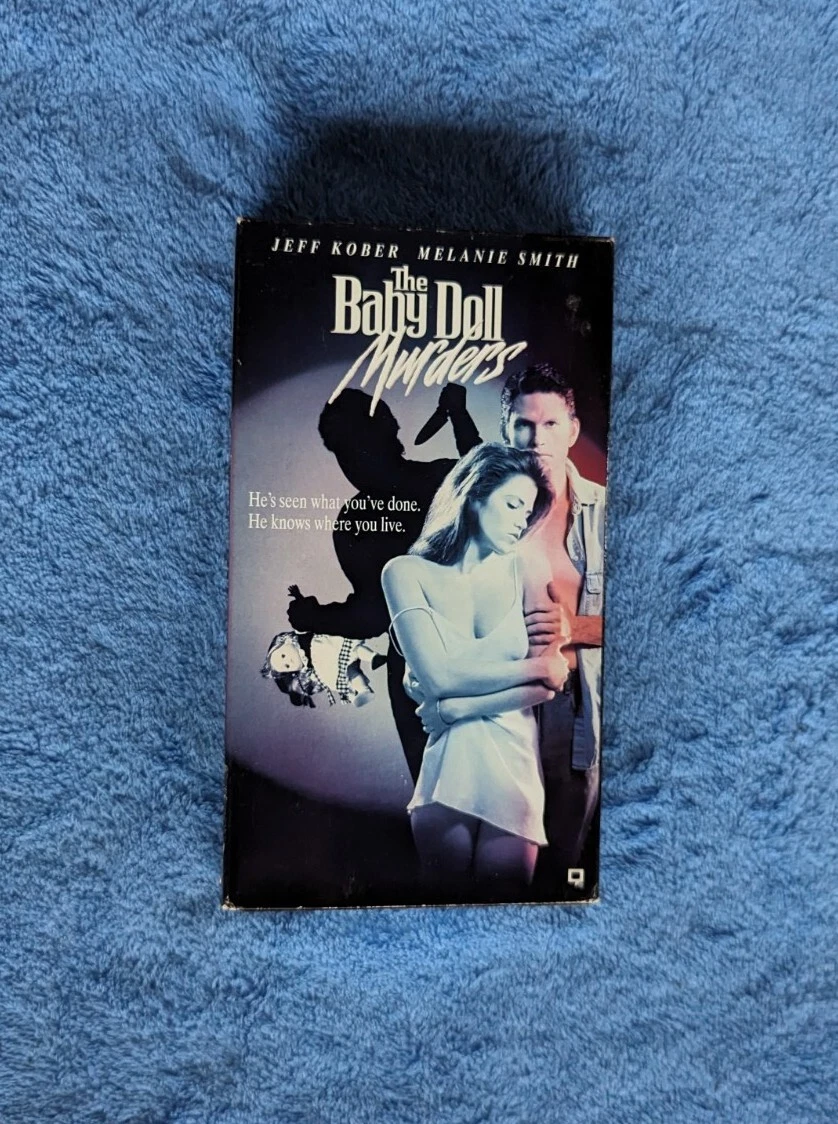 JEFF KOBER MELANIE SMITH
The
Baby Doll
Murders
He's seen what you've done.
He knows where you live.